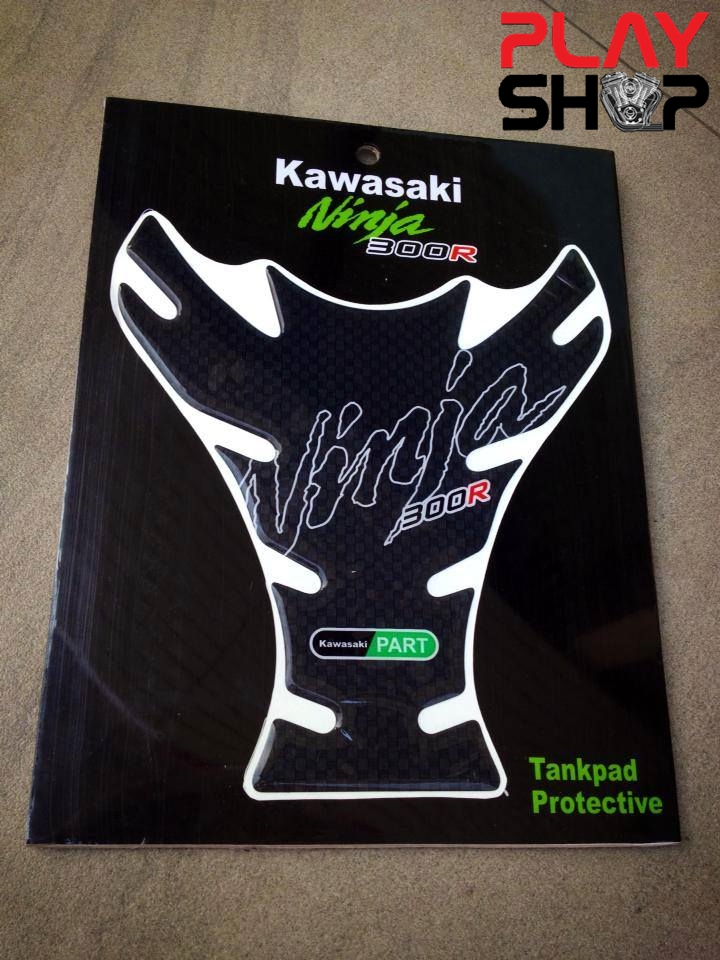 PLAY
SHOP
Kawasaki
Ninja
300R
Ninja
300R
Kawasaki PART
Tankpad
Protective